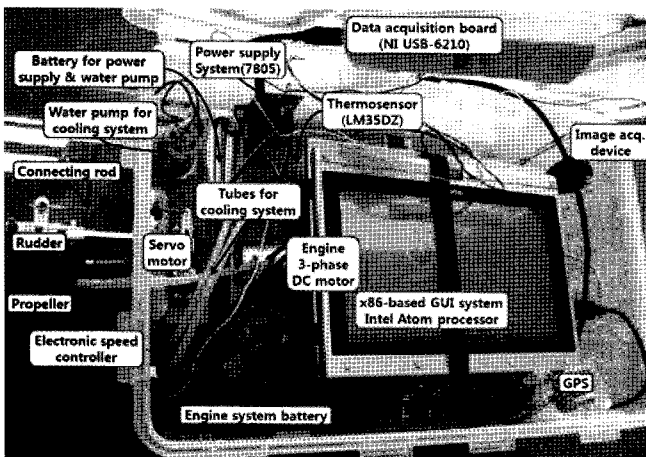 Data acquisition board
(NI USB-6210)
Power supply
System(7805)
Battery for power
supply & water pump
Thermosensor
(LM35DZ)
Water pump for
cooling system
Image acq.
device
Connecting rod
Tubes for
cooling system
Rudder
Servo
motor
Engine
3-phase
DC motor
Propeller
x86-based GUI system
Intel Atom processor
Electronic speed
controller
GPS
Engine system battery